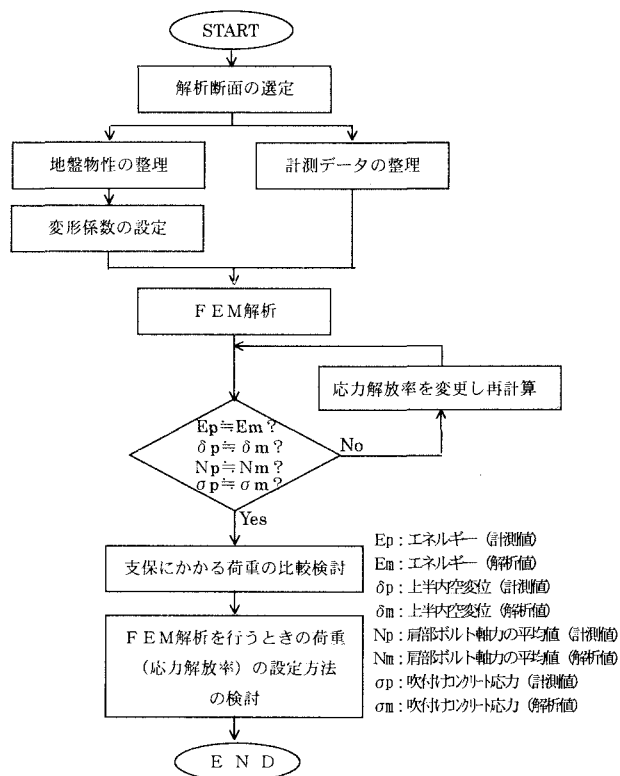 START
解析断面の選定
地盤物性の整理
計測データの整理
変形係数の設定
ＦＥＭ解析
応力解放率を変更し再計算
Ep≒Em？
δp≒δm？
Np≒Nm？
σp≒σm？
No
Yes
支保にかかる荷重の比較検討
ＦＥＭ解析を行うときの荷重
（応力解放率）の設定方法
の検討
ＥＮＤ
Ep：エネルギー（計測値）
Em：エネルギー（解析値）
δp：上半内空変位（計測値）
δm：上半内空変位（解析値）
Np：肩部ボルト軸力の平均値（計測値）
Nm：肩部ボルト軸力の平均値（解析値）
σp：吹付けコンクリート応力（計測値）
σm：吹付けコンクリート応力（解析値）